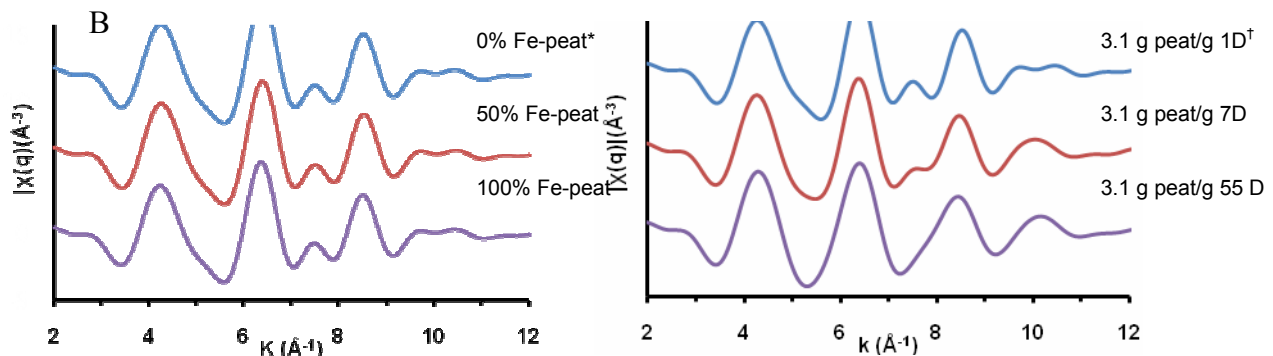 B
|χ(q)|(Å⁻³)
0% Fe-peat*
50% Fe-peat
100% Fe-peat
2 4 6 8 10 12
K (Å⁻¹)
|χ(q)|(Å⁻³)
3.1 g peat/g 1D†
3.1 g peat/g 7D
3.1 g peat/g 55 D
2 4 6 8 10 12
k (Å⁻¹)